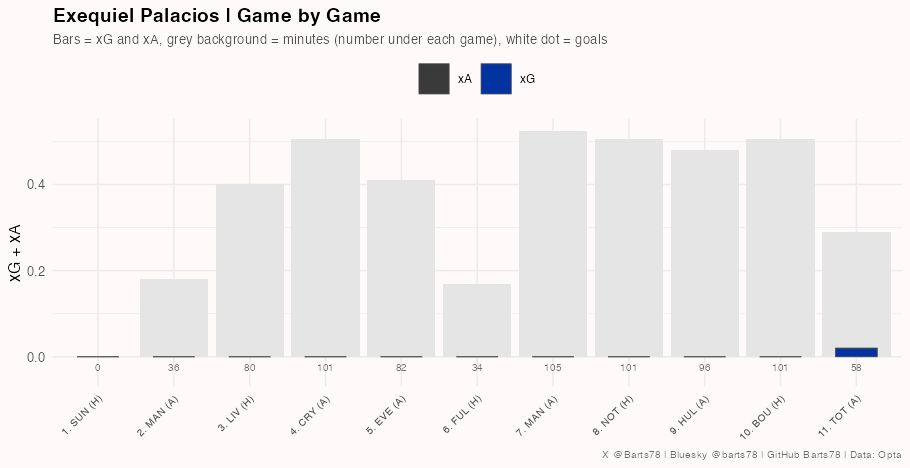 Exequiel Palacios | Game by Game
Bars = xG and xA, grey background = minutes (number under each game), white dot = goals
xA xG
xG + xA
0.4
0.2
0.0
0 36 80 101 82 34 105 101 96 101 58
1. SUN (H) 2. MAN (A) 3. LIV (H) 4. CRY (A) 5. EVE (A) 6. FUL (H) 7. MAN (A) 8. NOT (H) 9. HUL (A) 10. BOU (H) 11. TOT (A)
X @Barts78 | Bluesky @barts78 | GitHub Barts78 | Data: Opta